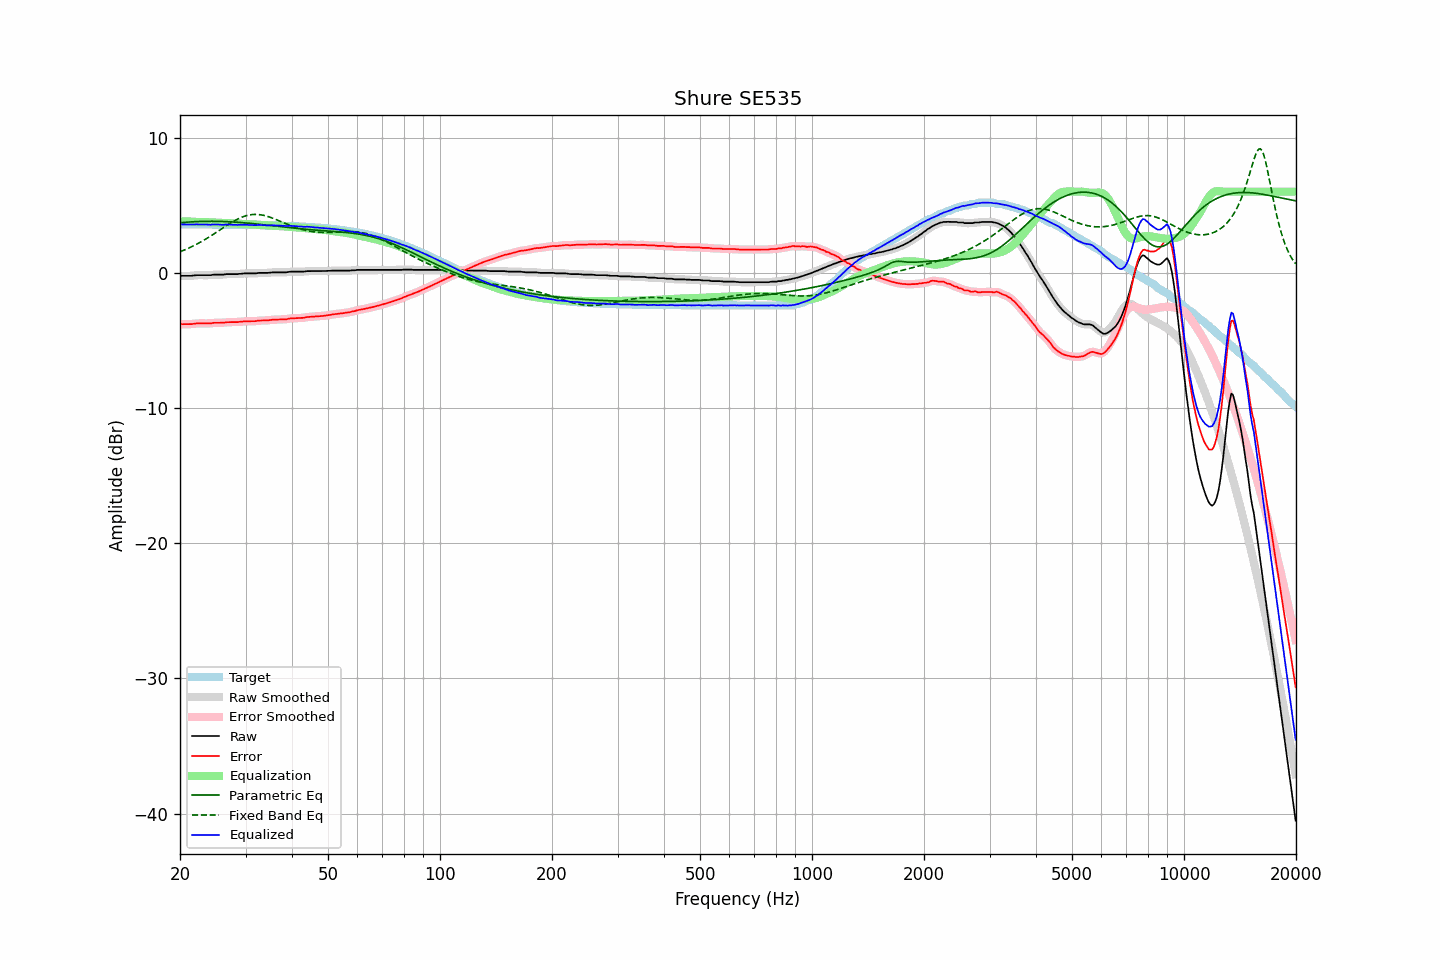 Shure SE535
Amplitude (dBr)
10
0
−10
−20
−30
−40
Target
Raw Smoothed
Error Smoothed
Raw
Error
Equalization
Parametric Eq
Fixed Band Eq
Equalized
20 50 100 200 500 1000 2000 5000 10000 20000
Frequency (Hz)